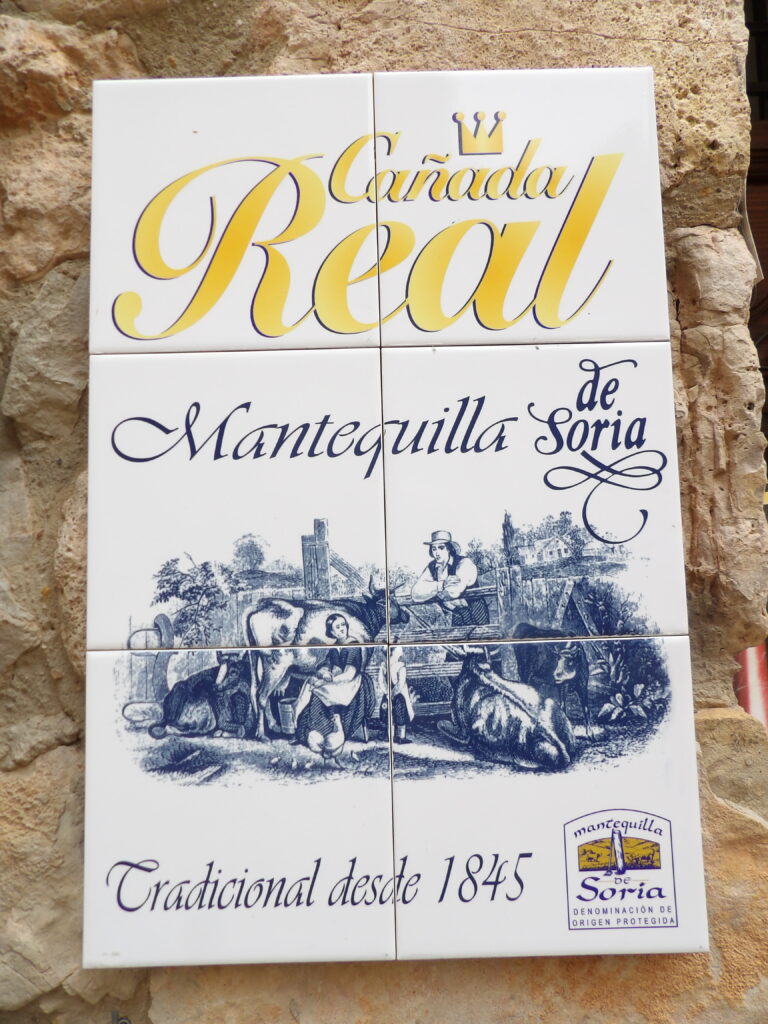 Cañada
Real
Mantequilla de Soria
Tradicional desde 1845
mantequilla
DE
Soria
DENOMINACIÓN DE
ORIGEN PROTEGIDA